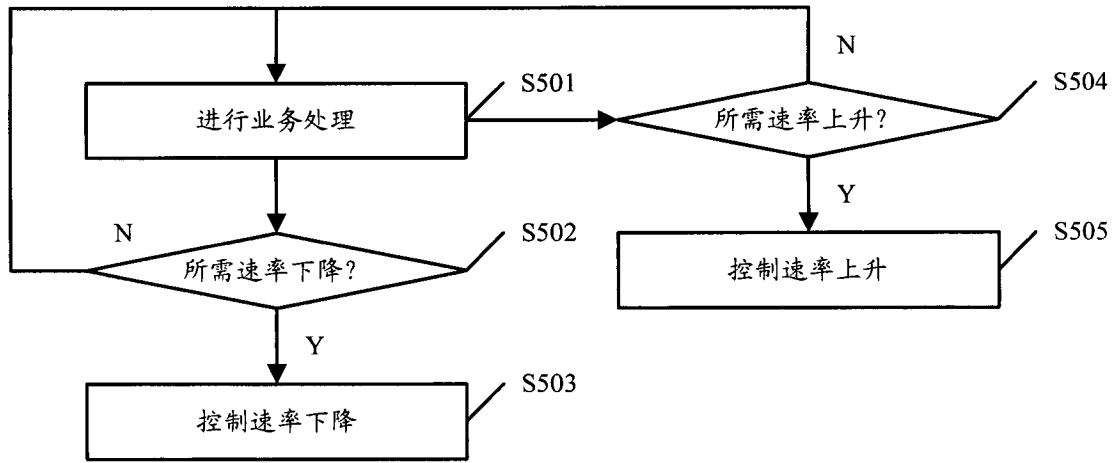 N
S501
S504
进行业务处理
所需速率上升?
Y
N
S502
S505
所需速率下降?
控制速率上升
Y
S503
控制速率下降